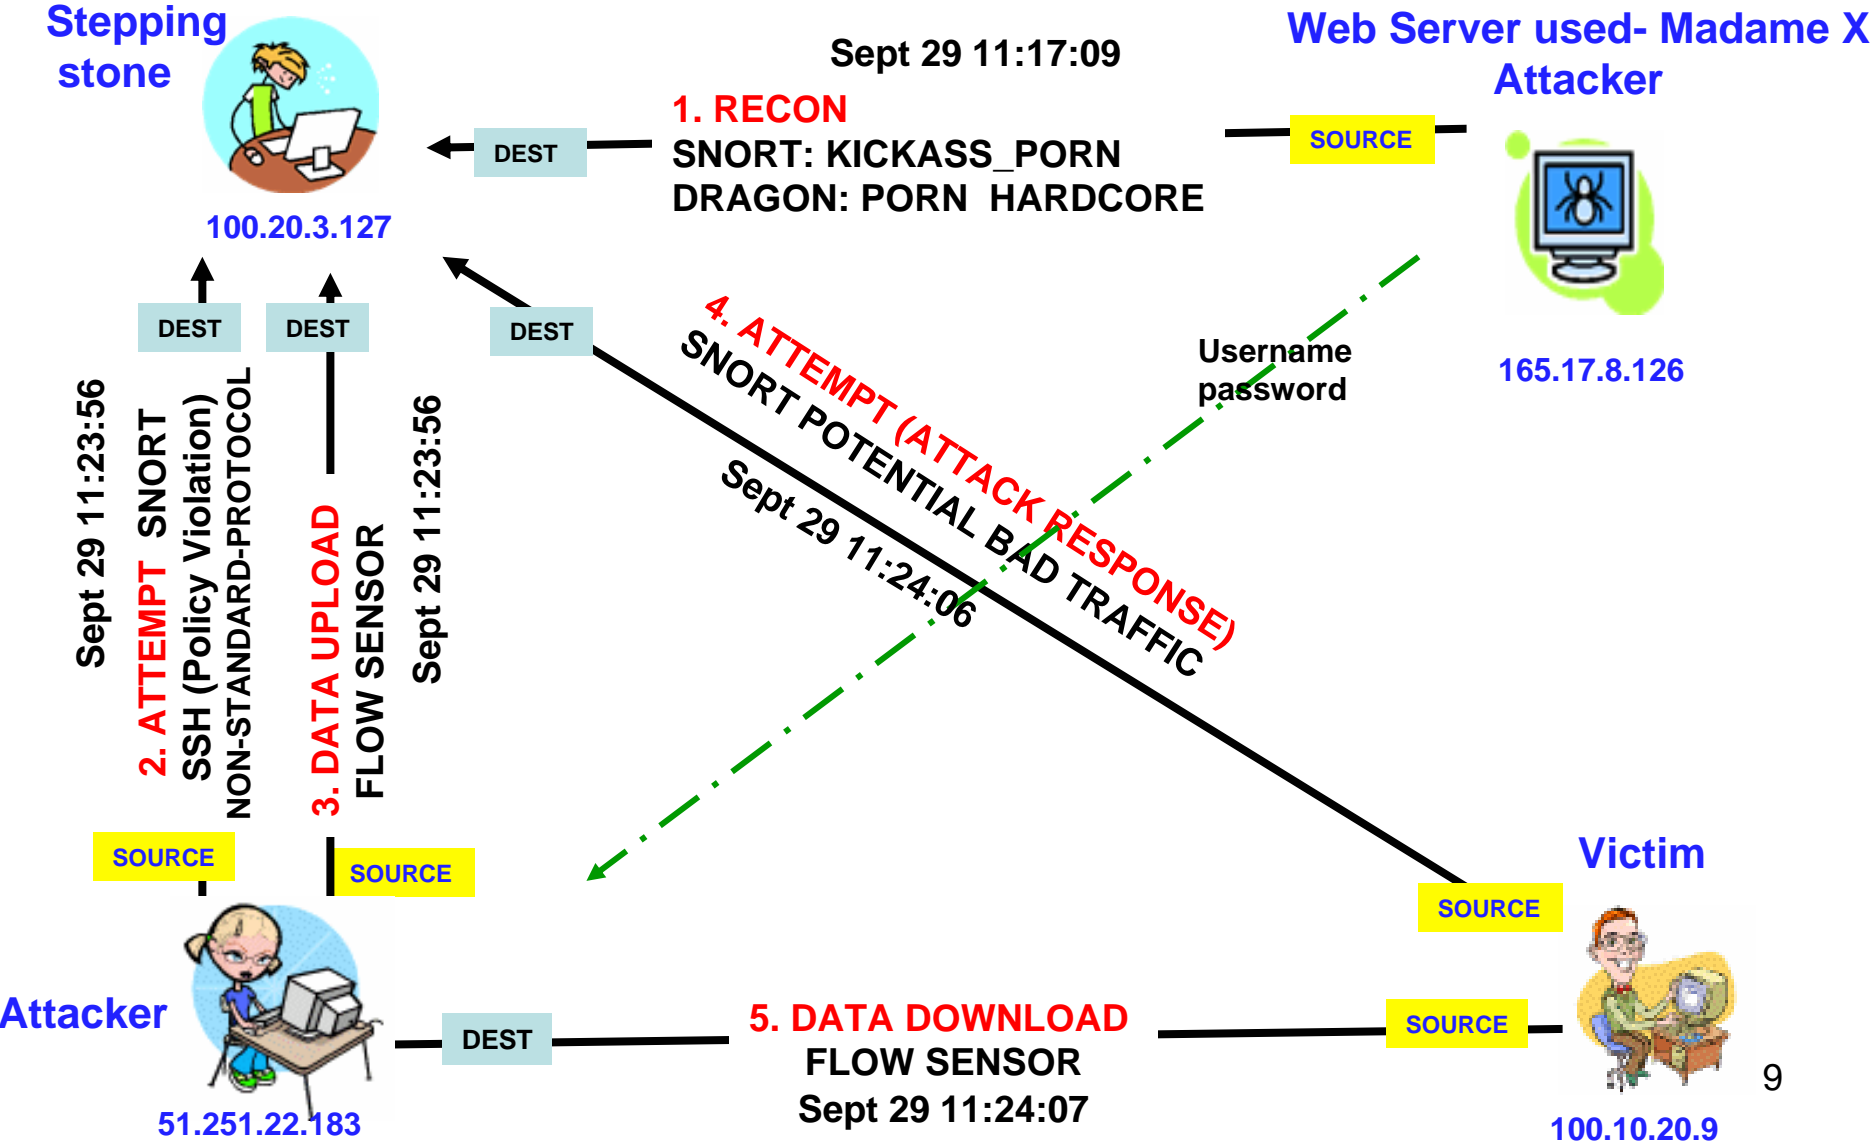 Stepping
stone
Sept 29 11:17:09
Web Server used- Madame X
Attacker
1. RECON
SNORT: KICKASS_PORN
DRAGON: PORN HARDCORE
DEST
SOURCE
100.20.3.127
165.17.8.126
DEST
DEST
DEST
Username
password
Sept 29 11:23:56
2. ATTEMPT SNORT
SSH (Policy Violation)
NON-STANDARD-PROTOCOL
3. DATA UPLOAD
FLOW SENSOR
Sept 29 11:23:56
4. ATTEMPT (ATTACK RESPONSE)
SNORT POTENTIAL BAD TRAFFIC
Sept 29 11:24:06
SOURCE
SOURCE
Victim
SOURCE
Attacker
DEST
5. DATA DOWNLOAD
FLOW SENSOR
Sept 29 11:24:07
SOURCE
51.251.22.183
100.10.20.9
9